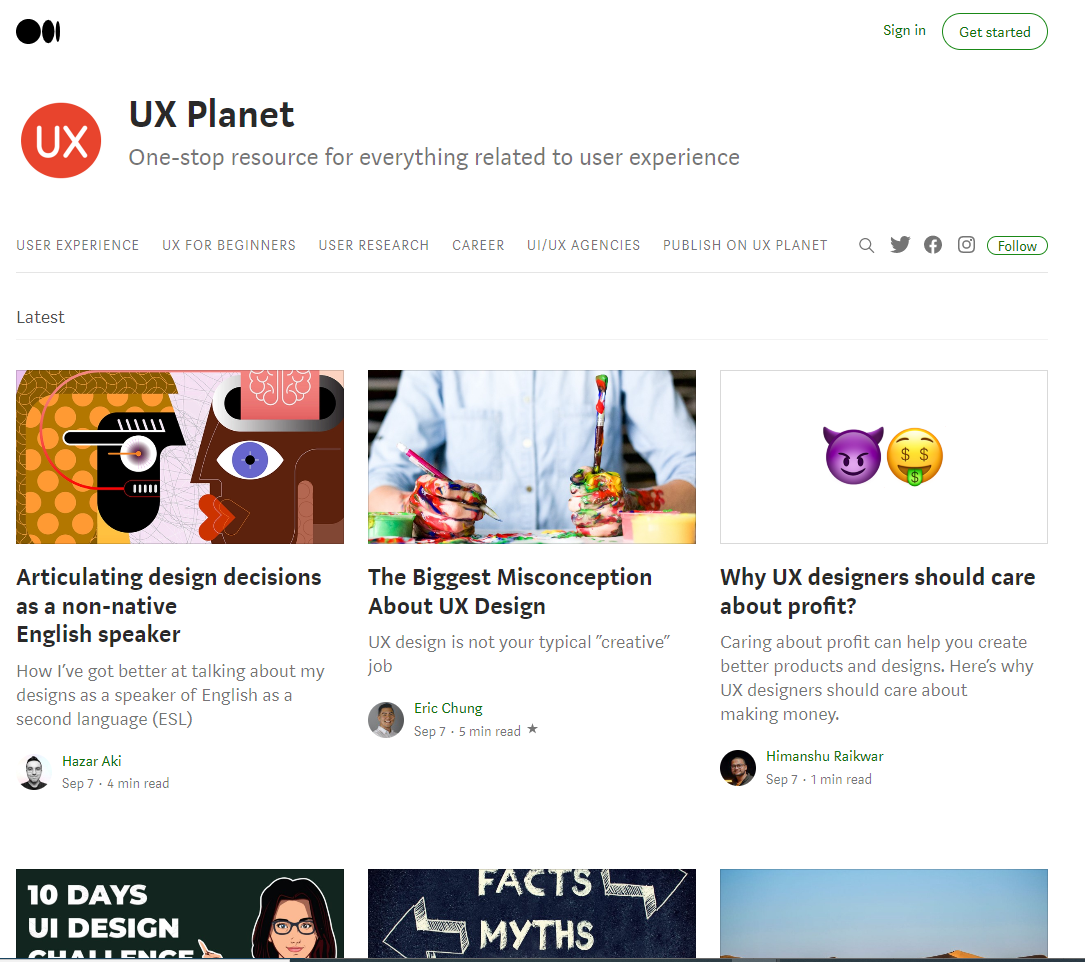 Sign in
Get started
UX
UX Planet
One-stop resource for everything related to user experience
USER EXPERIENCE UX FOR BEGINNERS USER RESEARCH CAREER UI/UX AGENCIES PUBLISH ON UX PLANET
Follow
Latest
Articulating design decisions
as a non-native
English speaker
How I’ve got better at talking about my
designs as a speaker of English as a
second language (ESL)
Hazar Aki
Sep 7 · 4 min read
The Biggest Misconception
About UX Design
UX design is not your typical ”creative”
job
Eric Chung
Sep 7 · 5 min read ★
Why UX designers should care
about profit?
Caring about profit can help you create
better products and designs. Here’s why
UX designers should care about
making money.
Himanshu Raikwar
Sep 7 · 1 min read
10 DAYS
UI DESIGN
CHALLENGE
FACTS
MYTHS